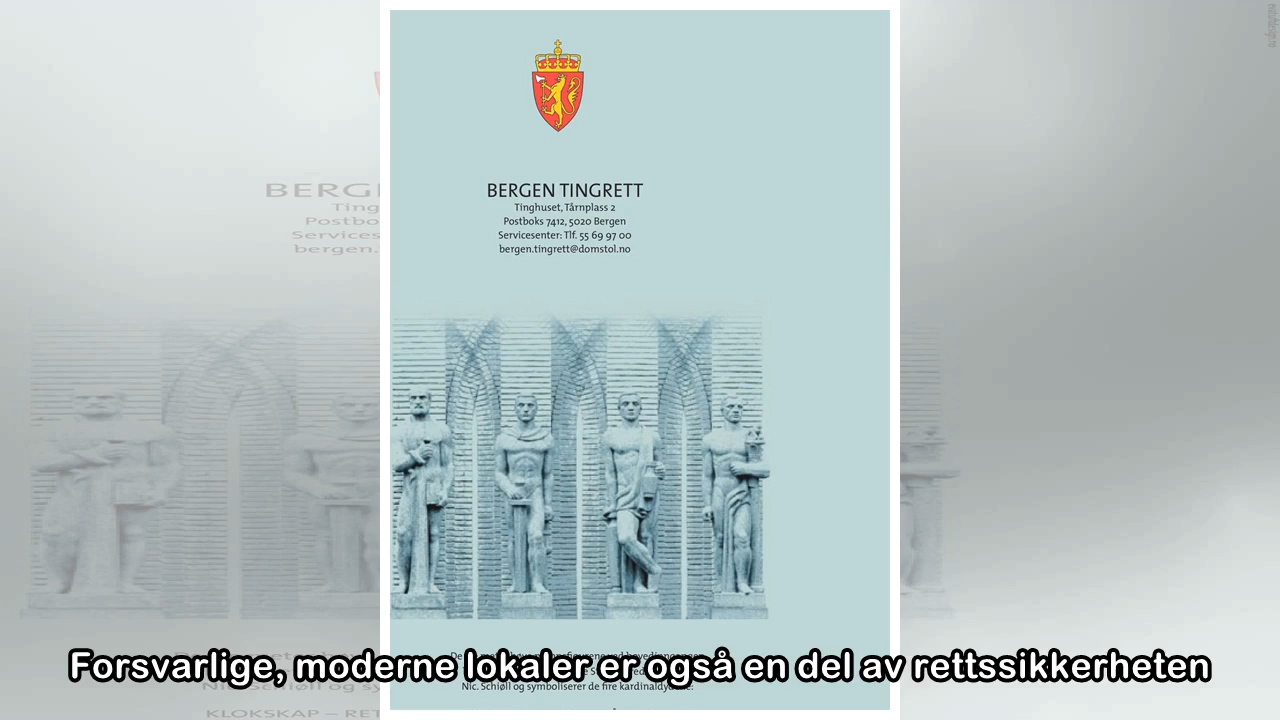 BERGEN TINGRETT
Tinghuset, Tårnplass 2
Postboks 7412, 5020 Bergen
Servicesenter: Tlf. 55 69 97 00
bergen.tingrett@domstol.no
Forsvarlige, moderne lokaler er også en del av rettssikkerheten
Nic. Schiøll og symboliserer de fire kardinaldydene:
KLOKSKAP –